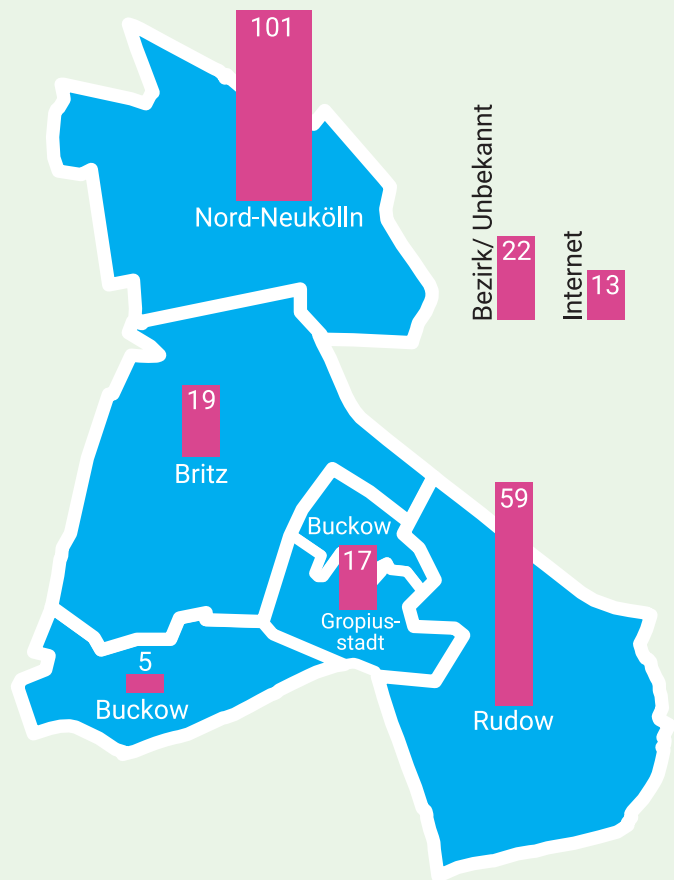 101
Nord-Neukölln
Bezirk/ Unbekannt
22
Internet
13
19
Britz
Buckow
17
Gropius-
stadt
59
Rudow
5
Buckow